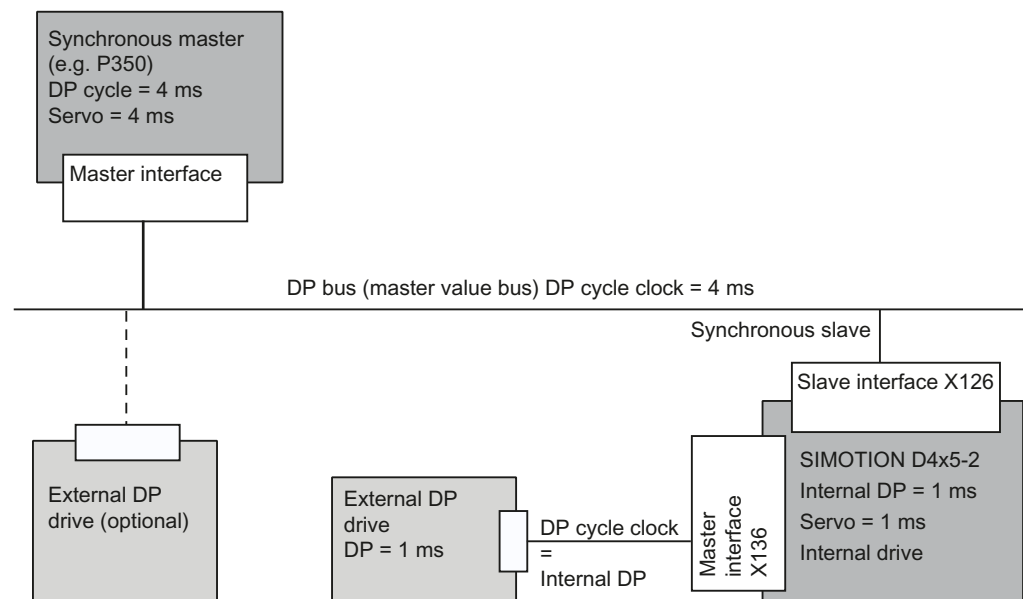 Synchronous master
(e.g. P350)
DP cycle = 4 ms
Servo = 4 ms
Master interface
DP bus (master value bus) DP cycle clock = 4 ms
Synchronous slave
Slave interface X126
External DP
drive (optional)
External DP
drive
DP = 1 ms
DP cycle clock
=
Internal DP
Master
interface
X136
SIMOTION D4x5-2
Internal DP = 1 ms
Servo = 1 ms
Internal drive